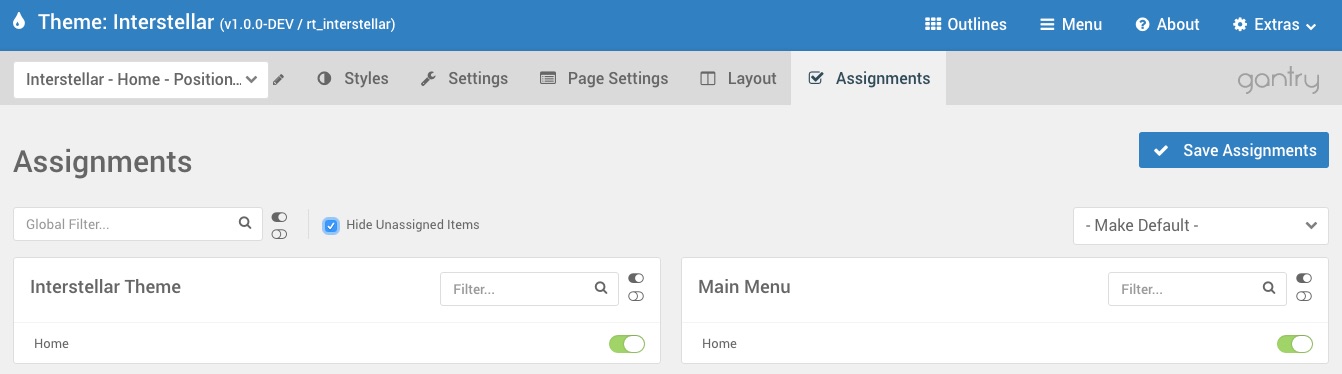 Theme: Interstellar (v1.0.0-DEV / rt_interstellar) Outlines Menu About Extras
Interstellar - Home - Position... Styles Settings Page Settings Layout Assignments gantry
Assignments Save Assignments
Global Filter... Hide Unassigned Items - Make Default -
Interstellar Theme Filter... Main Menu Filter...
Home Home